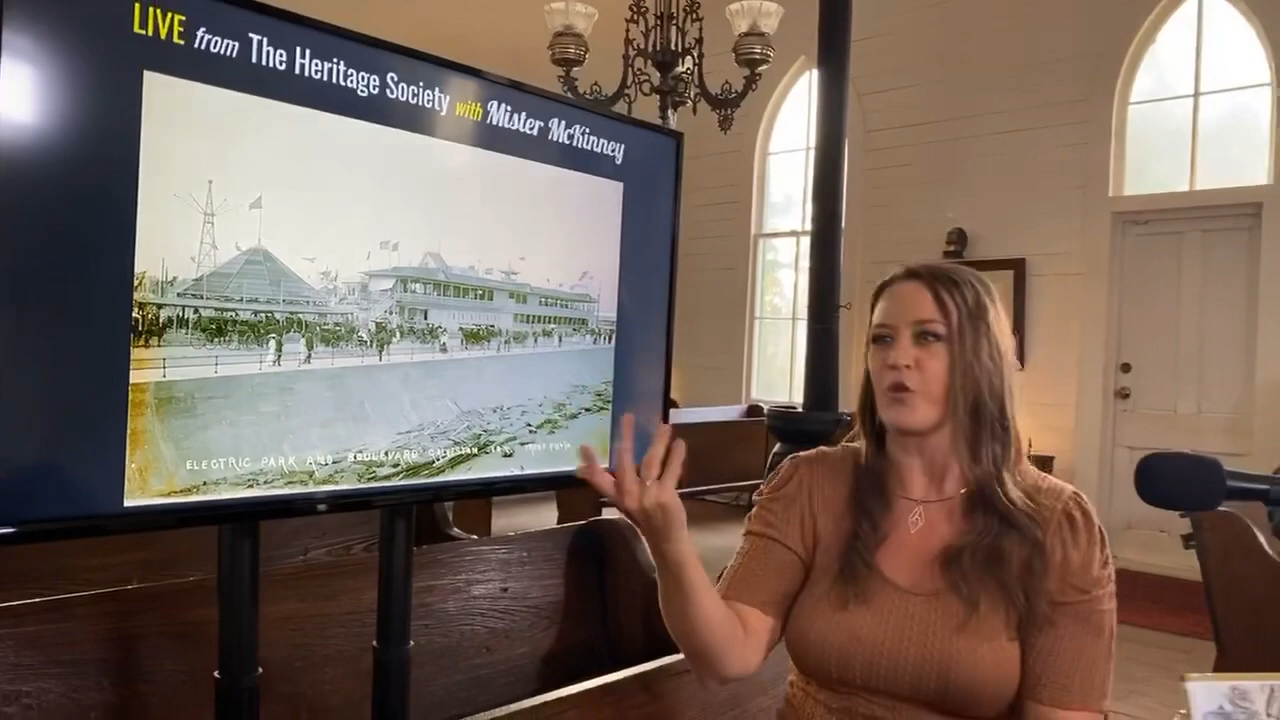 LIVE from The Heritage Society with Mister McKinney
ELECTRIC PARK AND BOULEVARD GALVESTON